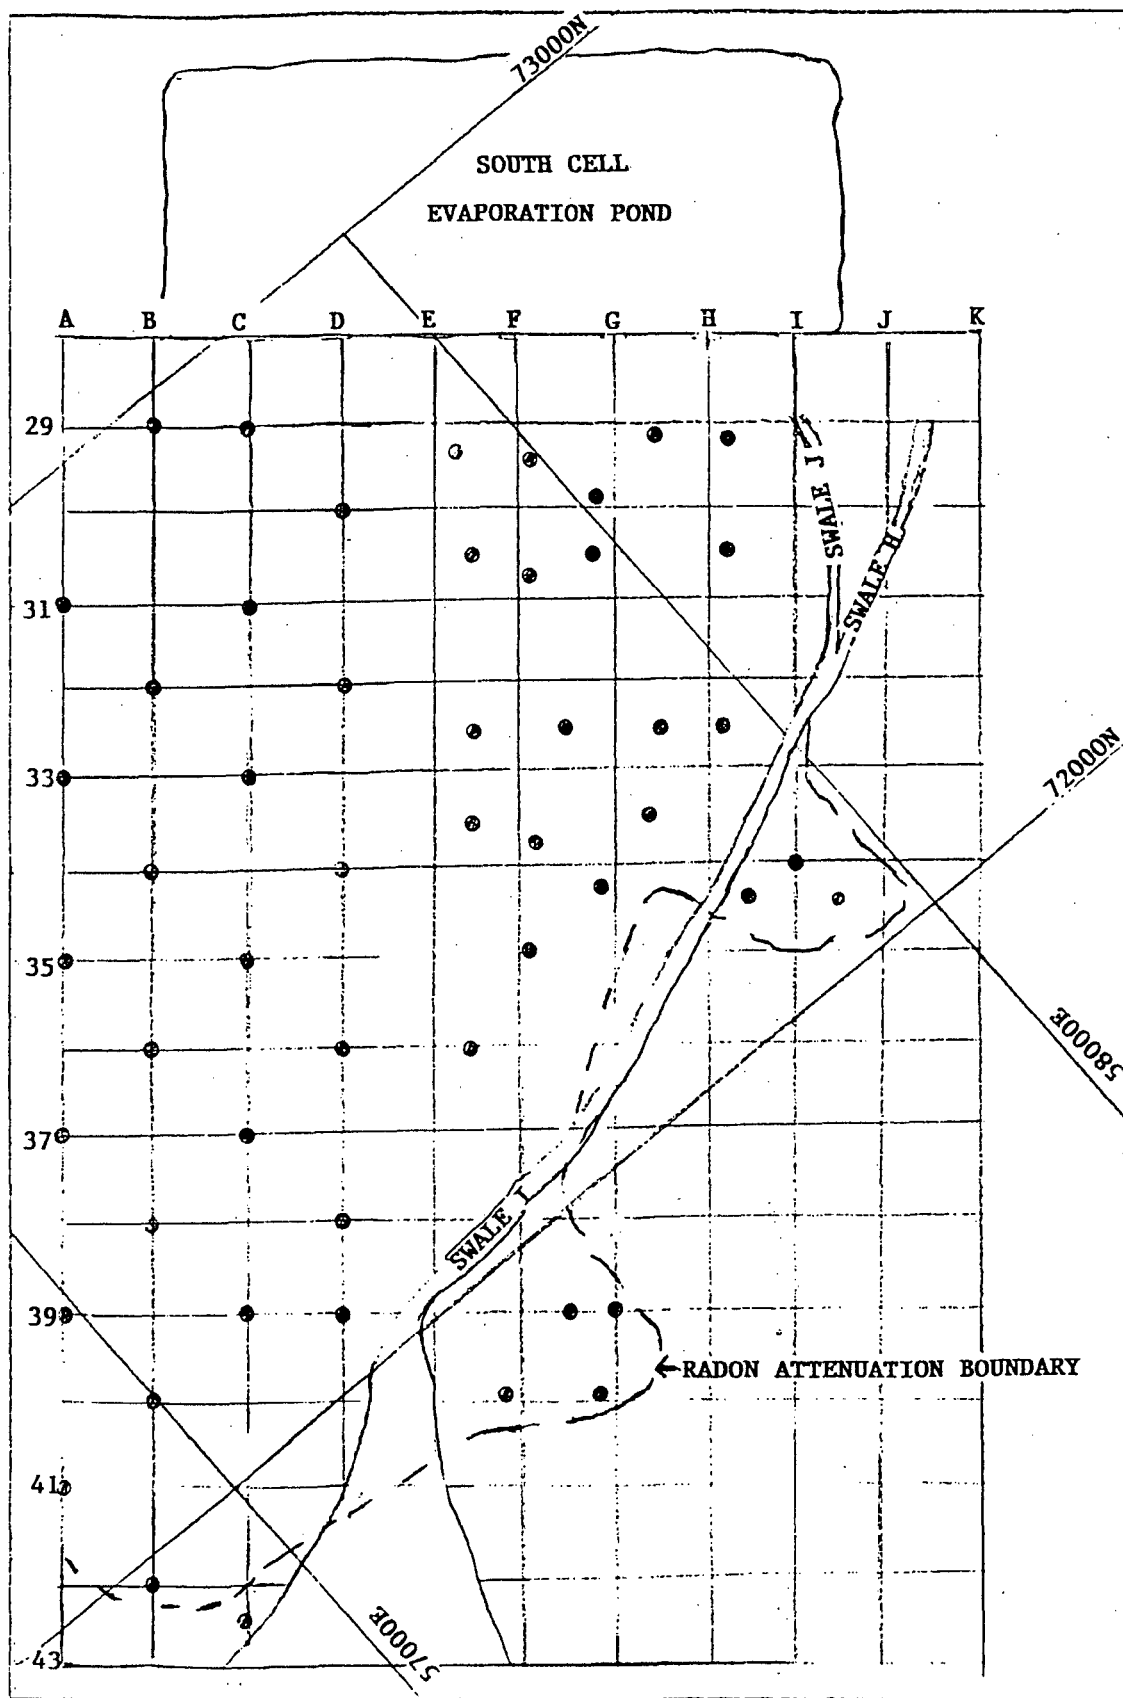 73000N
SOUTH CELL
EVAPORATION POND
A B C D E F G H I J K
29
SWALE J
SWALE H
31
33
72000N
35
58000E
37
SWALE I
39
RADON ATTENUATION BOUNDARY
41
57000E
43